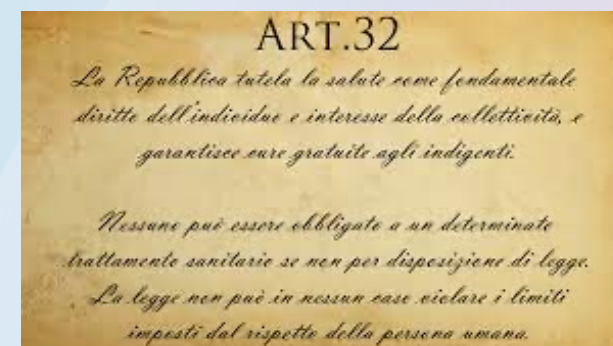 ART.32
La Repubblica tutela la salute come fondamentale
diritto dell'individuo e interesse della collettività, e
garantisce cure gratuite agli indigenti.
Nessuno può essere obbligato a un determinato
trattamento sanitario se non per disposizione di legge.
La legge non può in nessun caso violare i limiti
imposti dal rispetto della persona umana.